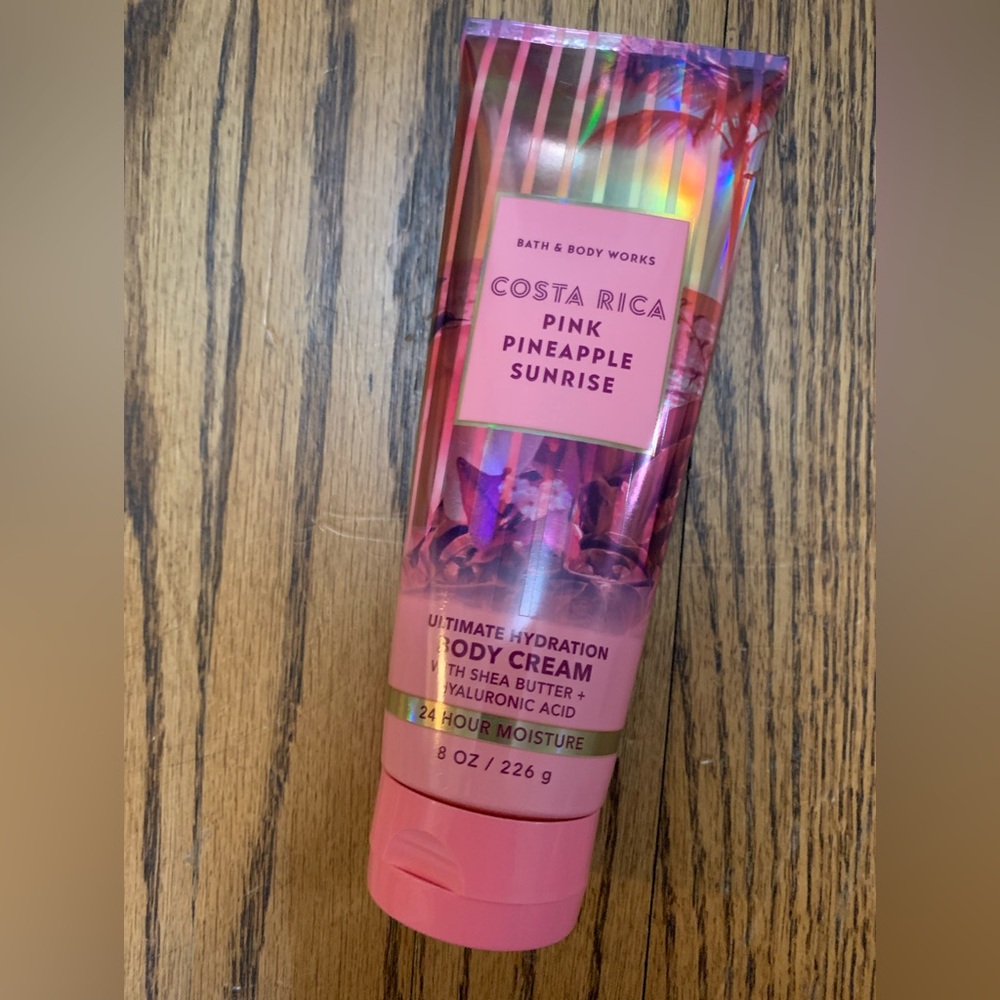 BATH & BODY WORKS
COSTA RICA
PINK
PINEAPPLE
SUNRISE
ULTIMATE HYDRATION
BODY CREAM
WITH SHEA BUTTER +
HYALURONIC ACID
24 HOUR MOISTURE
8 OZ / 226 g